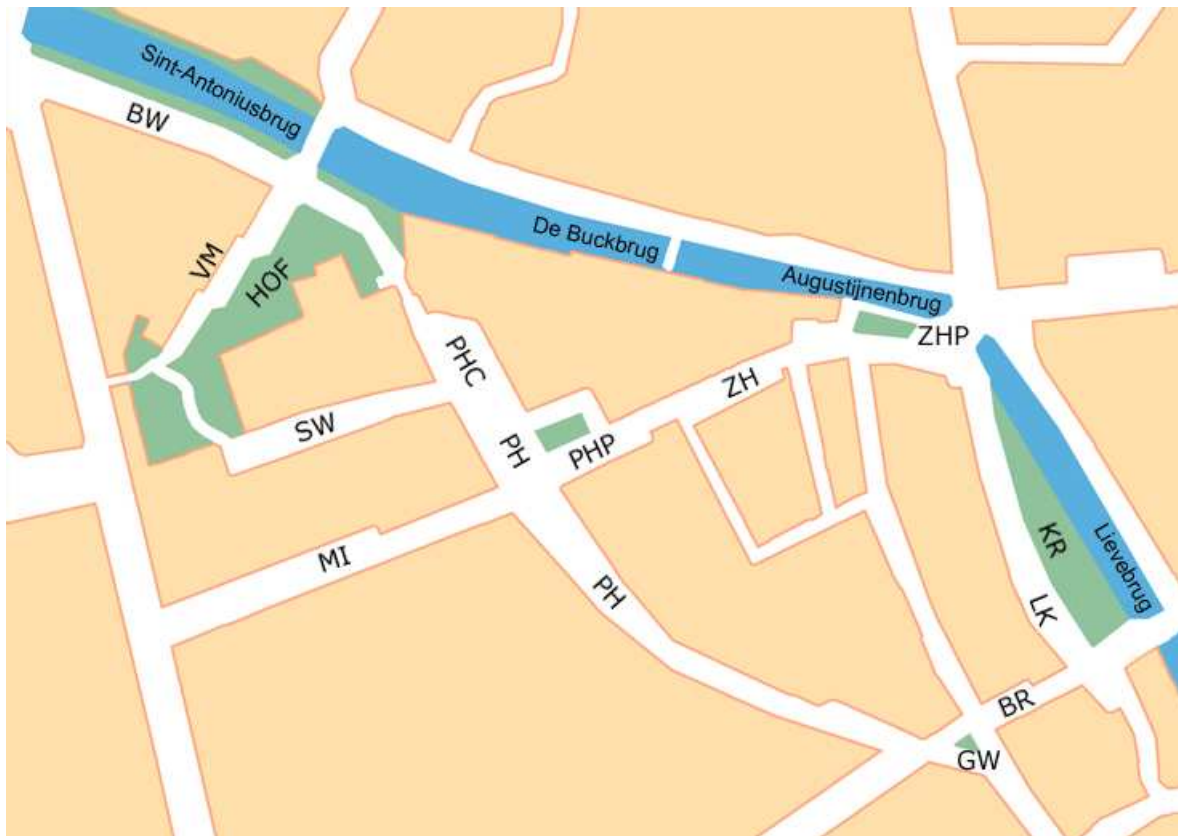 Sint-Antoniusbrug
BW
De Buckbrug
VM
HOF
Augustijnenbrug
ZHP
PHC
ZH
SW
PH
PHP
MI
KR
Lievebrug
PH
LK
BR
GW